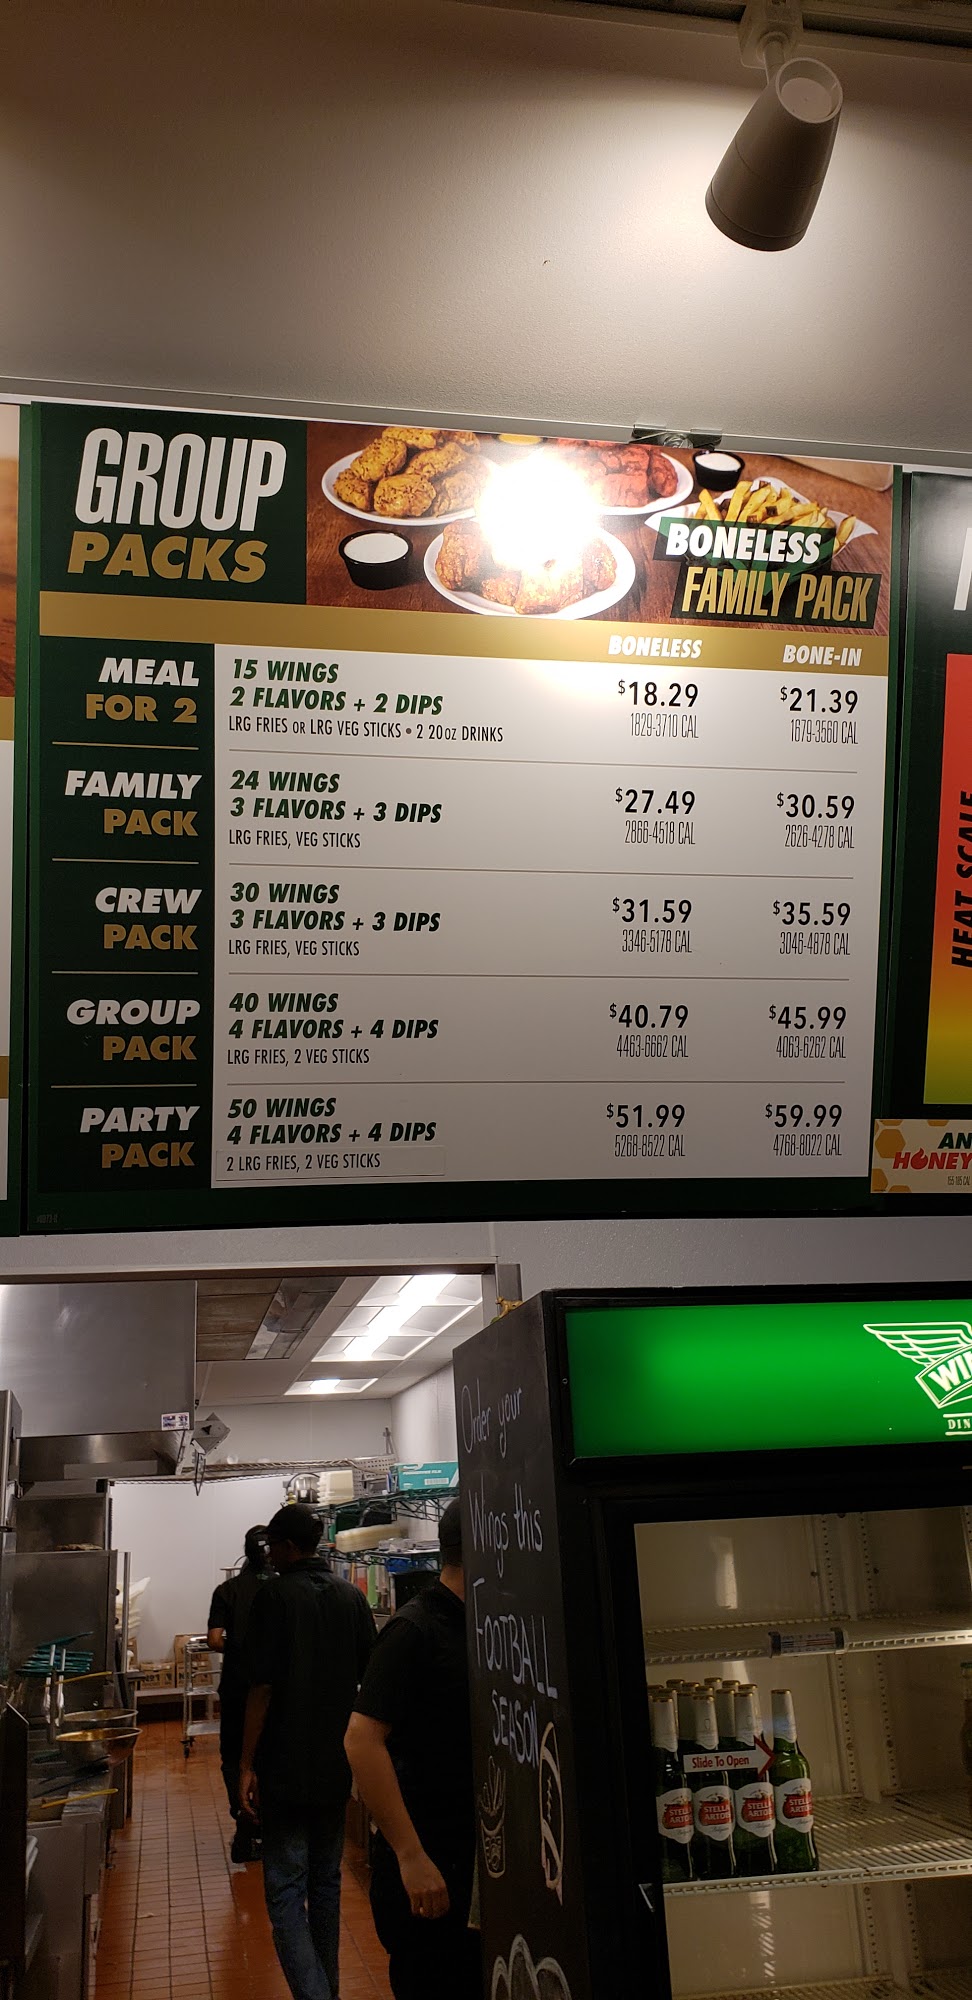 GROUP
PACKS
BONELESS
FAMILY PACK
BONELESS
BONE-IN
MEAL
FOR 2
15 WINGS
2 FLAVORS + 2 DIPS
LRG FRIES OR LRG VEG STICKS • 2 20oz DRINKS
$18.29
1829-3710 CAL
$21.39
1679-3560 CAL
FAMILY
PACK
24 WINGS
3 FLAVORS + 3 DIPS
LRG FRIES, VEG STICKS
$27.49
2866-4518 CAL
$30.59
2626-4278 CAL
CREW
PACK
30 WINGS
3 FLAVORS + 3 DIPS
LRG FRIES, VEG STICKS
$31.59
3346-5178 CAL
$35.59
3046-4878 CAL
GROUP
PACK
40 WINGS
4 FLAVORS + 4 DIPS
LRG FRIES, 2 VEG STICKS
$40.79
4463-6662 CAL
$45.99
4063-6262 CAL
PARTY
PACK
50 WINGS
4 FLAVORS + 4 DIPS
2 LRG FRIES, 2 VEG STICKS
$51.99
5268-8522 CAL
$59.99
4768-8022 CAL
HEAT SCALE
AN
HONEY
WI
DIN
Order your
Wings this
FOOTBALL
SEASON
Slide To Open
STELLA
ARTOIS